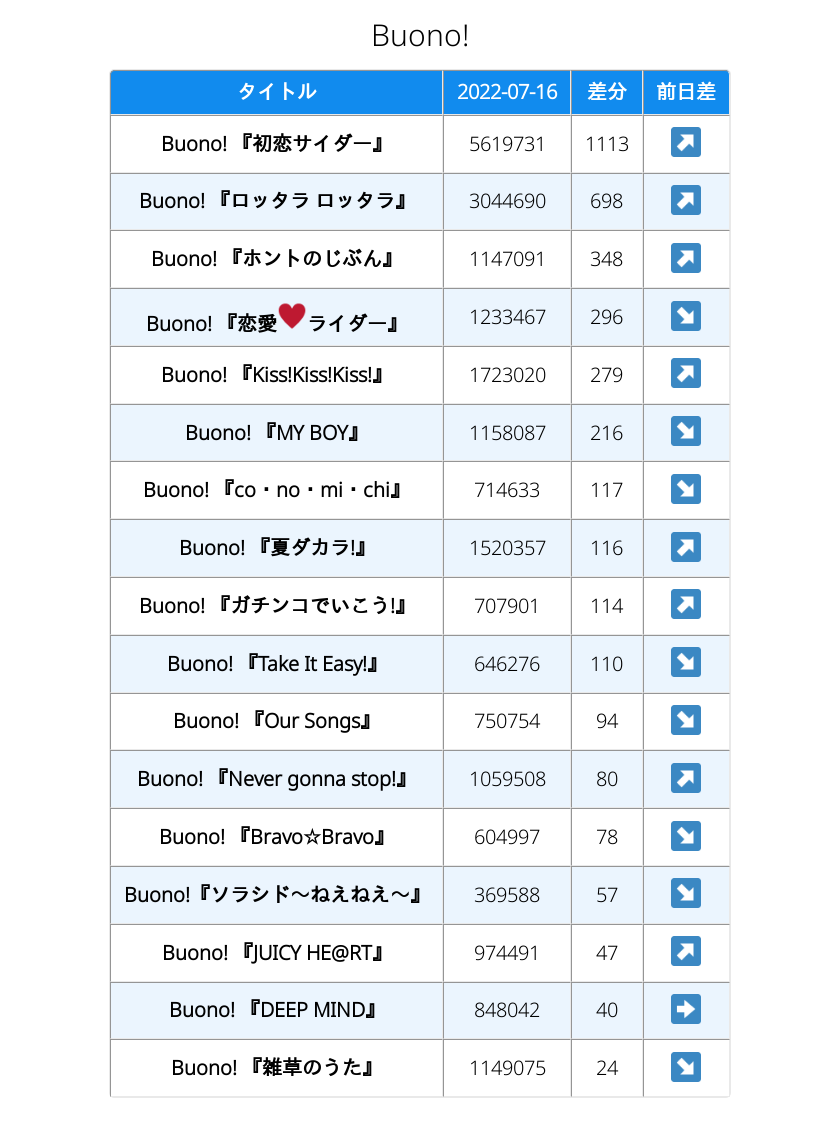 Buono!
タイトル 2022-07-16 差分 前日差
Buono! 『初恋サイダー』 5619731 1113 ↗
Buono! 『ロッタラ ロッタラ』 3044690 698 ↗
Buono! 『ホントのじぶん』 1147091 348 ↗
Buono! 『恋愛♥ライダー』 1233467 296 ↘
Buono! 『Kiss!Kiss!Kiss!』 1723020 279 ↗
Buono! 『MY BOY』 1158087 216 ↘
Buono! 『co・no・mi・chi』 714633 117 ↘
Buono! 『夏ダカラ!』 1520357 116 ↗
Buono! 『ガチンコでいこう!』 707901 114 ↗
Buono! 『Take It Easy!』 646276 110 ↘
Buono! 『Our Songs』 750754 94 ↘
Buono! 『Never gonna stop!』 1059508 80 ↗
Buono! 『Bravo☆Bravo』 604997 78 ↘
Buono!『ソラシド〜ねえねえ〜』 369588 57 ↘
Buono! 『JUICY HE@RT』 974491 47 ↗
Buono! 『DEEP MIND』 848042 40 ➡
Buono! 『雑草のうた』 1149075 24 ↘